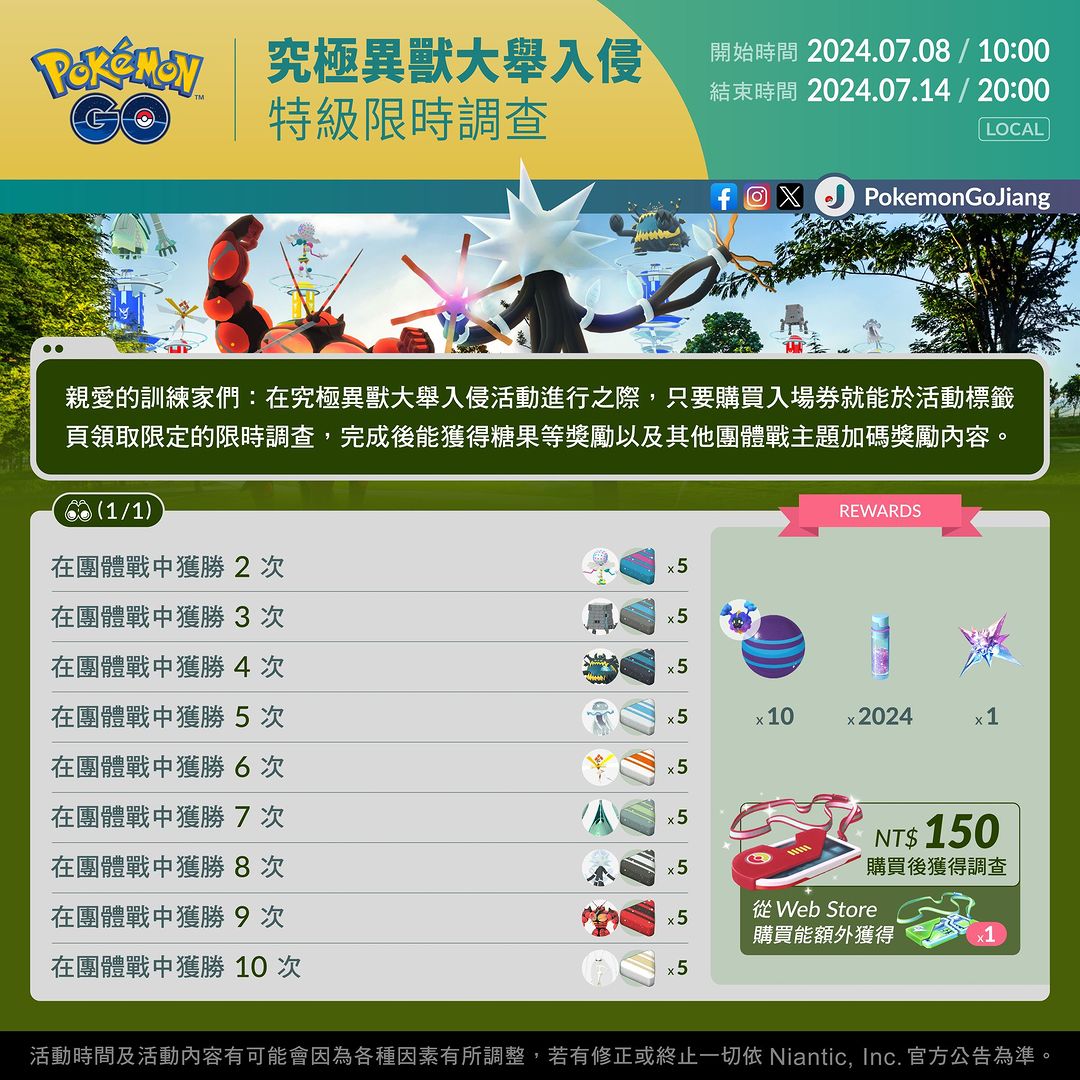 POKÉMON
GO
TM
究極異獸大舉入侵
特級限時調查
開始時間 2024.07.08 / 10:00
結束時間 2024.07.14 / 20:00
LOCAL
PokemonGoJiang
親愛的訓練家們：在究極異獸大舉入侵活動進行之際，只要購買入場券就能於活動標籤
頁領取限定的限時調查，完成後能獲得糖果等獎勵以及其他團體戰主題加碼獎勵內容。
(1/1)
在團體戰中獲勝 2 次 x5
在團體戰中獲勝 3 次 x5
在團體戰中獲勝 4 次 x5
在團體戰中獲勝 5 次 x5
在團體戰中獲勝 6 次 x5
在團體戰中獲勝 7 次 x5
在團體戰中獲勝 8 次 x5
在團體戰中獲勝 9 次 x5
在團體戰中獲勝 10 次 x5
REWARDS
x10 x2024 x1
NT$ 150
購買後獲得調查
從 Web Store
購買能額外獲得 x1
活動時間及活動內容有可能會因為各種因素有所調整，若有修正或終止一切依 Niantic, Inc. 官方公告為準。